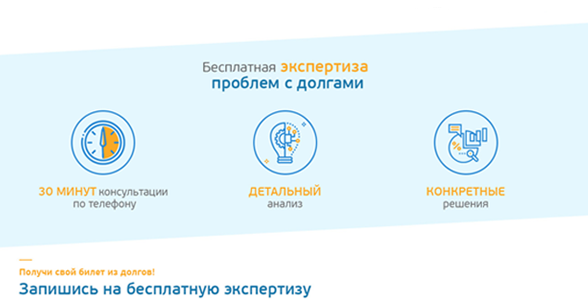 Бесплатная экспертиза
проблем с долгами
30 МИНУТ консультации
по телефону
ДЕТАЛЬНЫЙ
анализ
КОНКРЕТНЫЕ
решения
Получи свой билет из долгов!
Запишись на бесплатную экспертизу